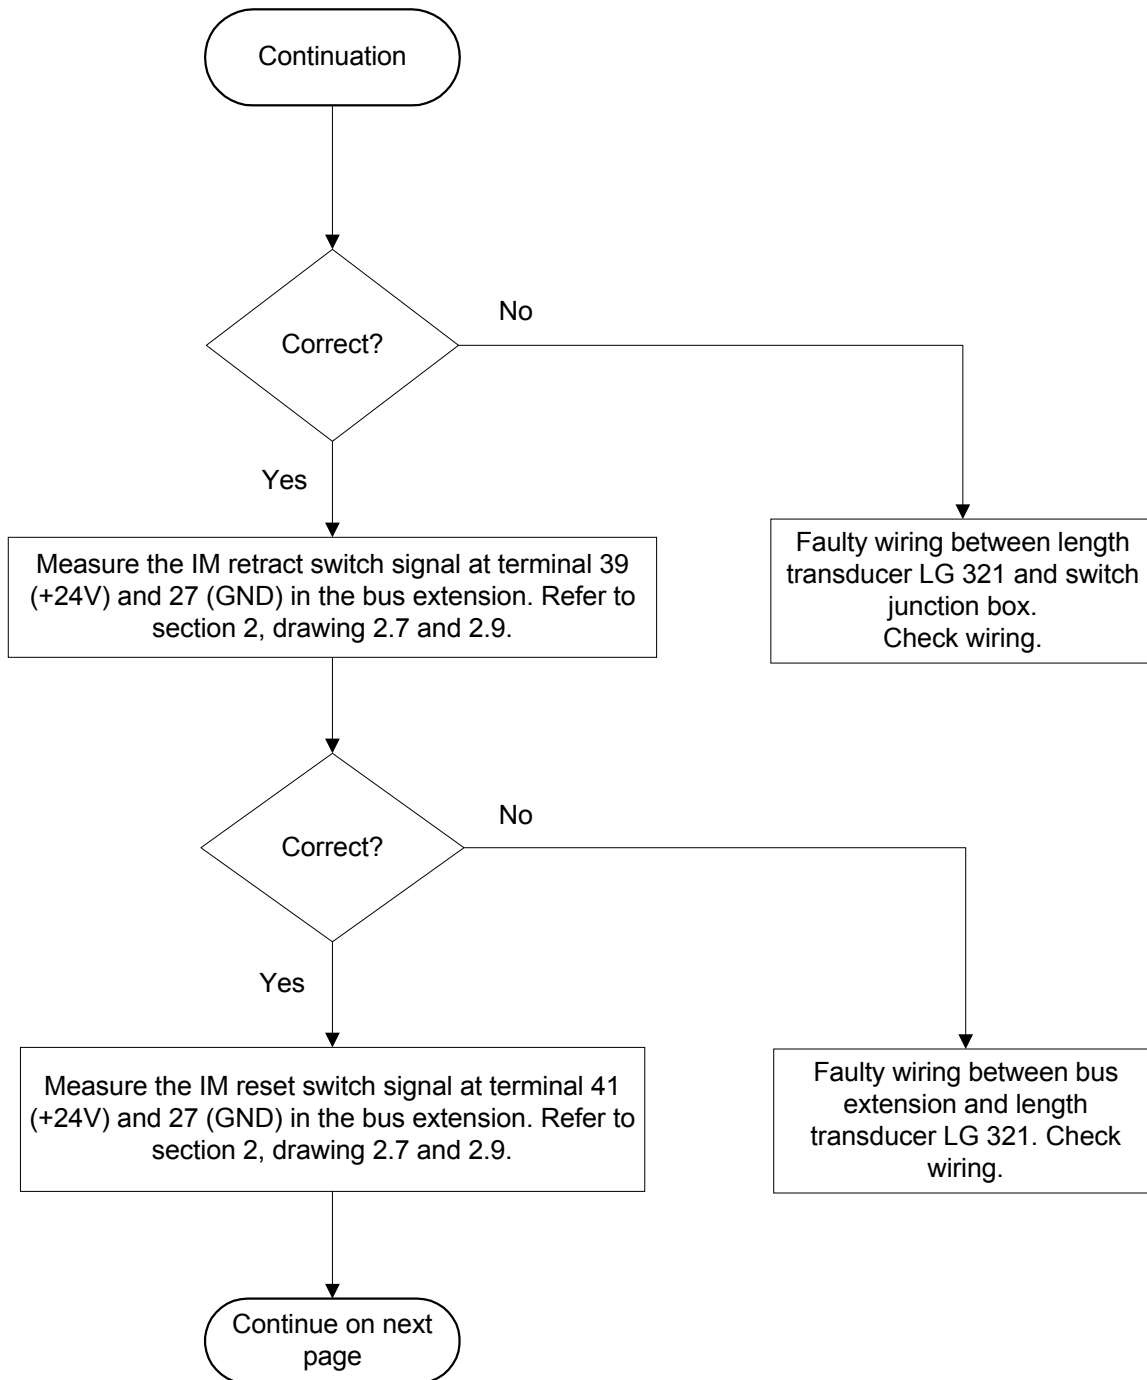 Continuation
Correct?
No
Yes
Measure the IM retract switch signal at terminal 39
(+24V) and 27 (GND) in the bus extension. Refer to
section 2, drawing 2.7 and 2.9.
Faulty wiring between length
transducer LG 321 and switch
junction box.
Check wiring.
Correct?
No
Yes
Measure the IM reset switch signal at terminal 41
(+24V) and 27 (GND) in the bus extension. Refer to
section 2, drawing 2.7 and 2.9.
Faulty wiring between bus
extension and length
transducer LG 321. Check
wiring.
Continue on next
page